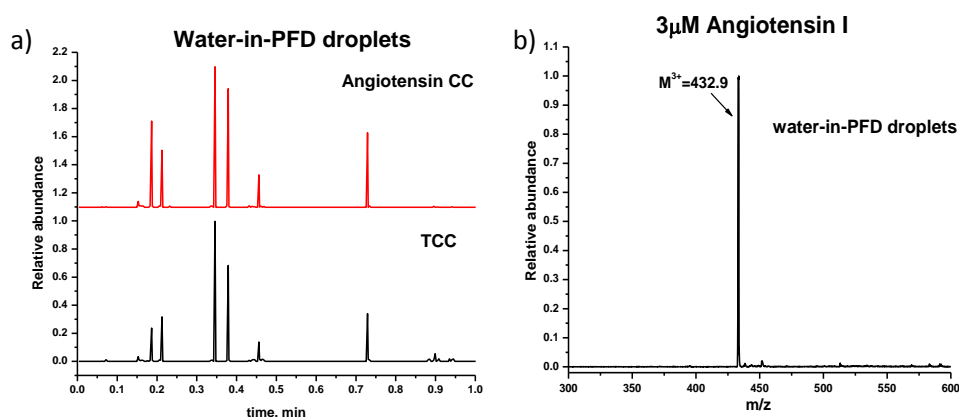 a)
Water-in-PFD droplets
2.2
2.0
1.8
1.6
1.4
1.2
1.0
0.8
0.6
0.4
0.2
0.0
Relative abundance
Relative abundance
Angiotensin CC
TCC
0.0 0.1 0.2 0.3 0.4 0.5 0.6 0.7 0.8 0.9 1.0
time, min
b)
3μM Angiotensin I
1.0
0.9
0.8
0.7
0.6
0.5
0.4
0.3
0.2
0.1
0.0
Relative abundance
M3+=432.9
water-in-PFD droplets
300 350 400 450 500 550 600
m/z